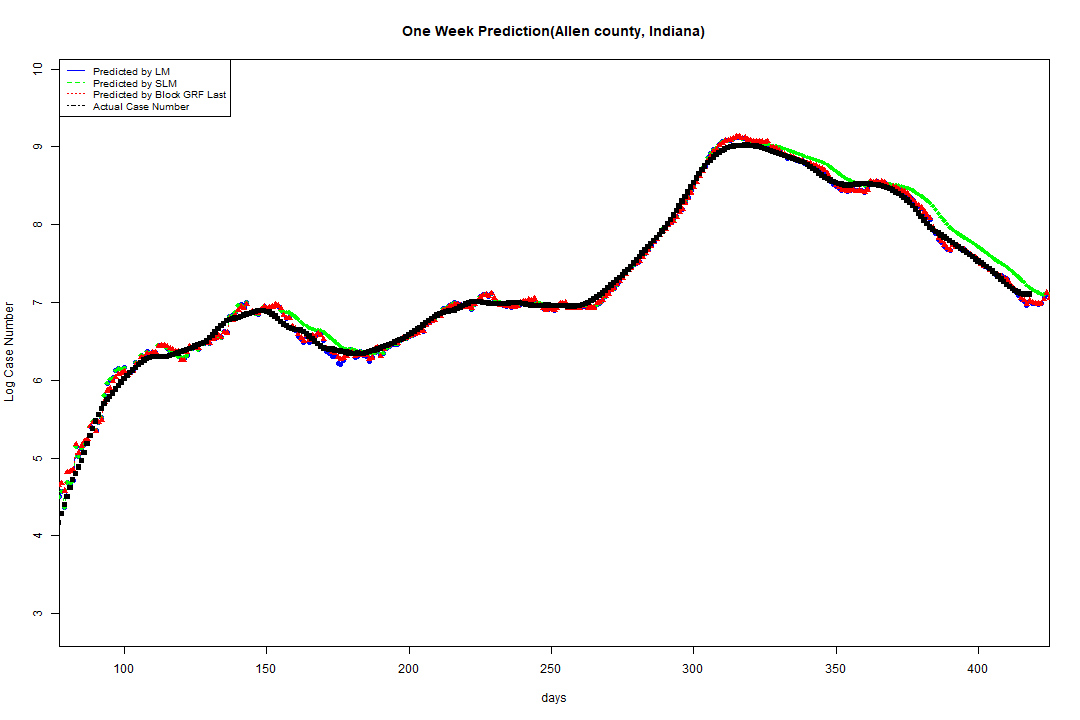 One Week Prediction(Allen county, Indiana)
Predicted by LM
Predicted by SLM
Predicted by Block GRF Last
Actual Case Number
10
9
8
7
6
5
4
3
Log Case Number
100 150 200 250 300 350 400
days